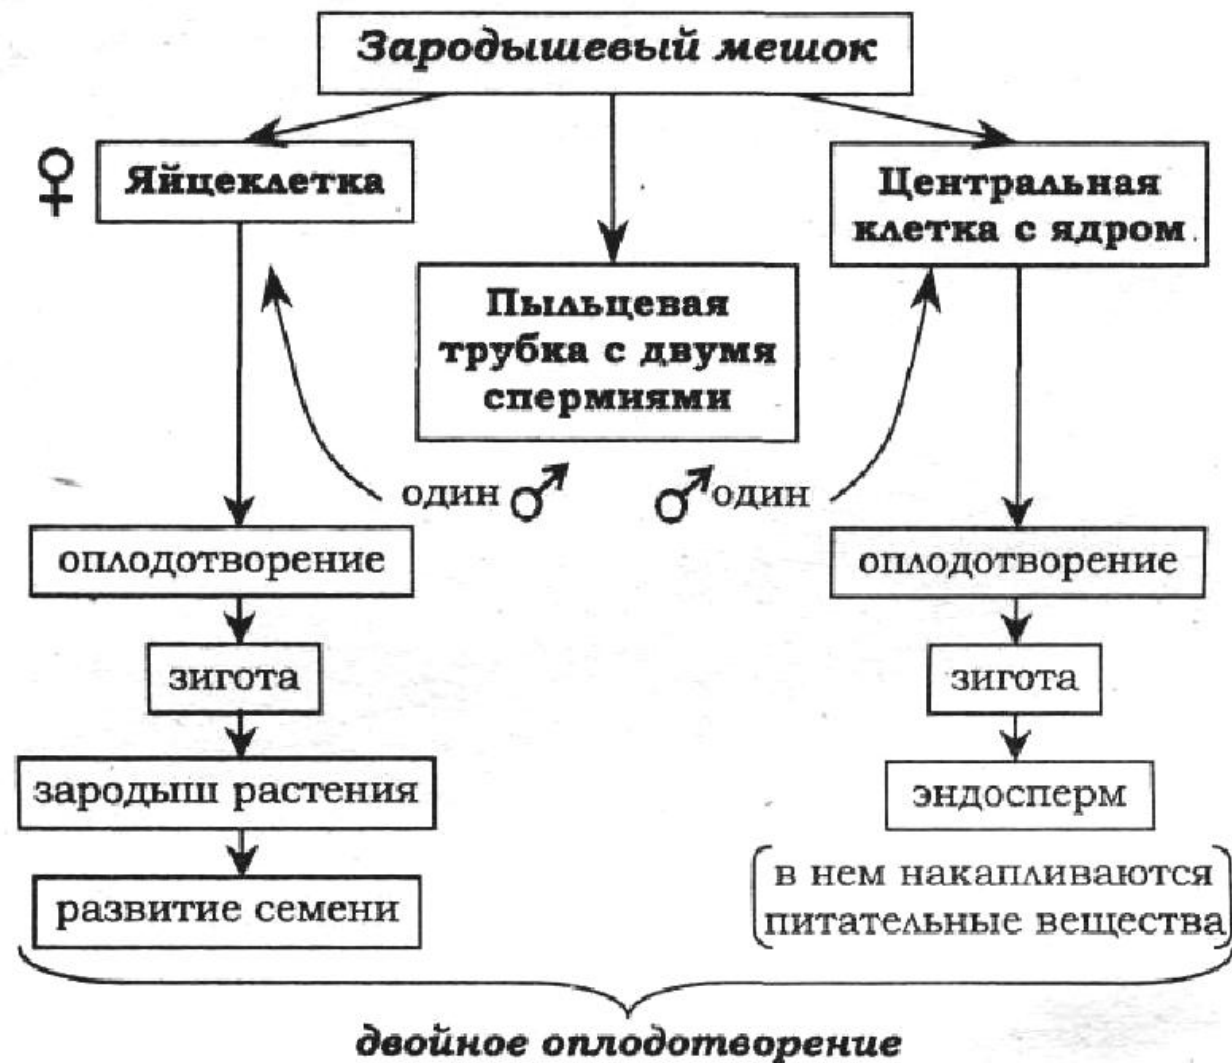 Зародышевый мешок
♀
Яйцеклетка
Центральная
клетка с ядром
Пыльцевая
трубка с двумя
спермиями
один ♂
♂ один
оплодотворение
оплодотворение
зигота
зигота
зародыш растения
эндосперм
развитие семени
(в нем накапливаются
питательные вещества)
двойное оплодотворение